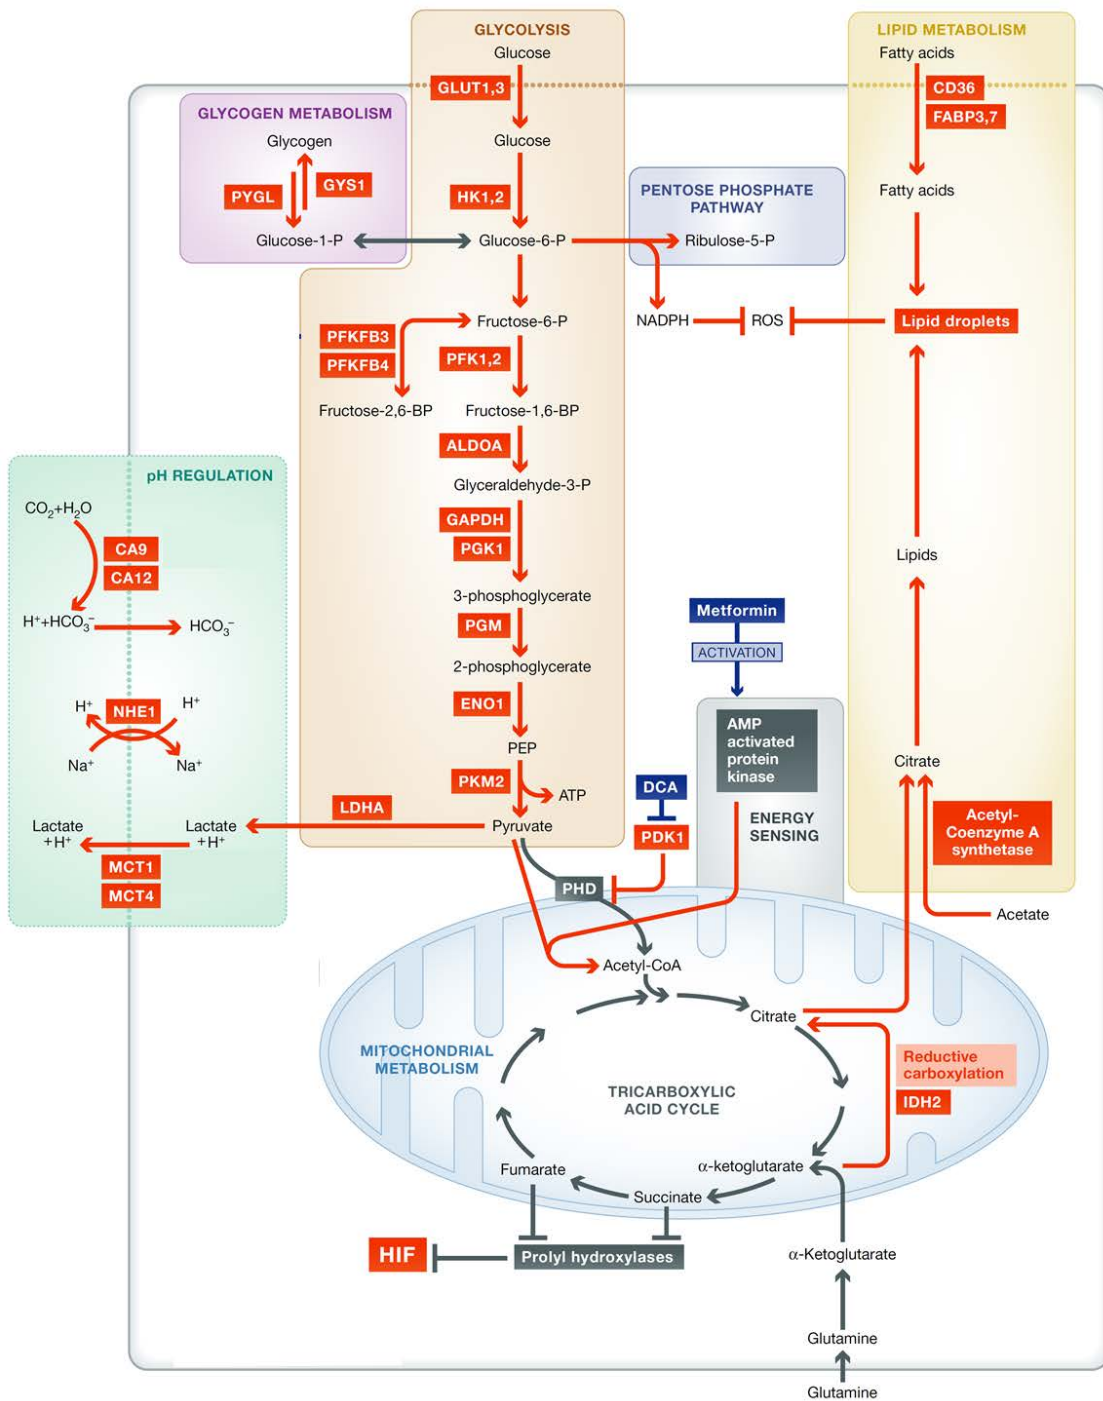 GLYCOLYSIS
Glucose
GLUT1,3
Glucose
HK1,2
Glucose-6-P
Fructose-6-P
PFKFB3
PFKFB4
PFK1,2
Fructose-2,6-BP
Fructose-1,6-BP
ALDOA
Glyceraldehyde-3-P
GAPDH
PGK1
3-phosphoglycerate
PGM
2-phosphoglycerate
ENO1
PEP
PKM2
ATP
Pyruvate
LDHA
GLYCOGEN METABOLISM
Glycogen
PYGL
GYS1
Glucose-1-P
PENTOSE PHOSPHATE
PATHWAY
Ribulose-5-P
NADPH
ROS
LIPID METABOLISM
Fatty acids
CD36
FABP3,7
Fatty acids
Lipid droplets
Lipids
Citrate
Acetyl-
Coenzyme A
synthetase
Acetate
pH REGULATION
CO₂+H₂O
CA9
CA12
H⁺+HCO₃⁻
HCO₃⁻
H⁺
NHE1
H⁺
Na⁺
Na⁺
Lactate
+H⁺
Lactate
+H⁺
MCT1
MCT4
Metformin
ACTIVATION
AMP
activated
protein
kinase
ENERGY
SENSING
DCA
PDK1
PHD
Acetyl-CoA
Citrate
MITOCHONDRIAL
METABOLISM
TRICARBOXYLIC
ACID CYCLE
Reductive
carboxylation
IDH2
α-ketoglutarate
Succinate
Fumarate
HIF
Prolyl hydroxylases
α-Ketoglutarate
Glutamine
Glutamine